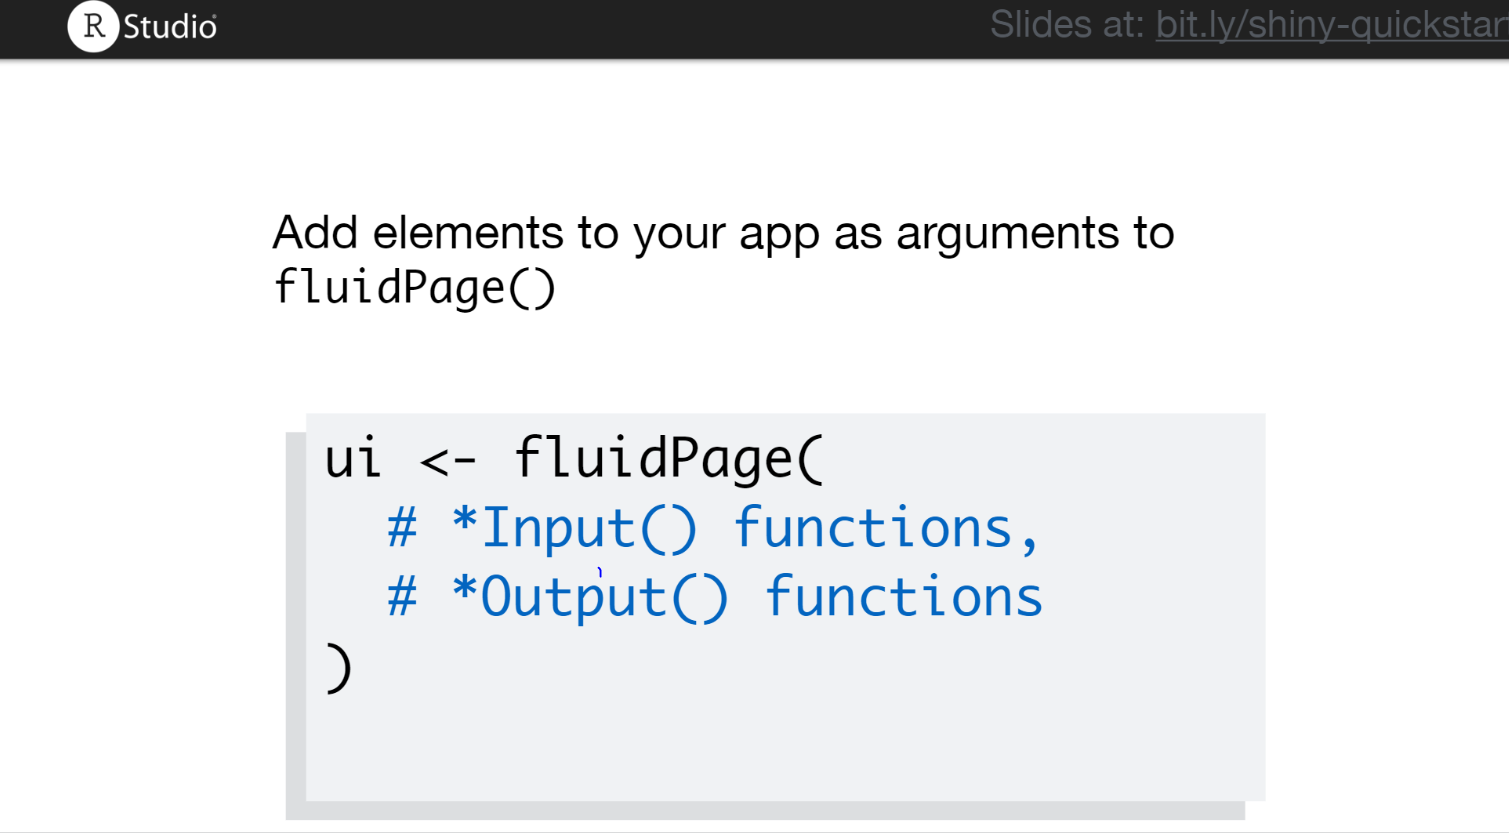 R Studio
Slides at: bit.ly/shiny-quickstar
Add elements to your app as arguments to
fluidPage()
ui <- fluidPage(
  # *Input() functions,
  # *Output() functions
)